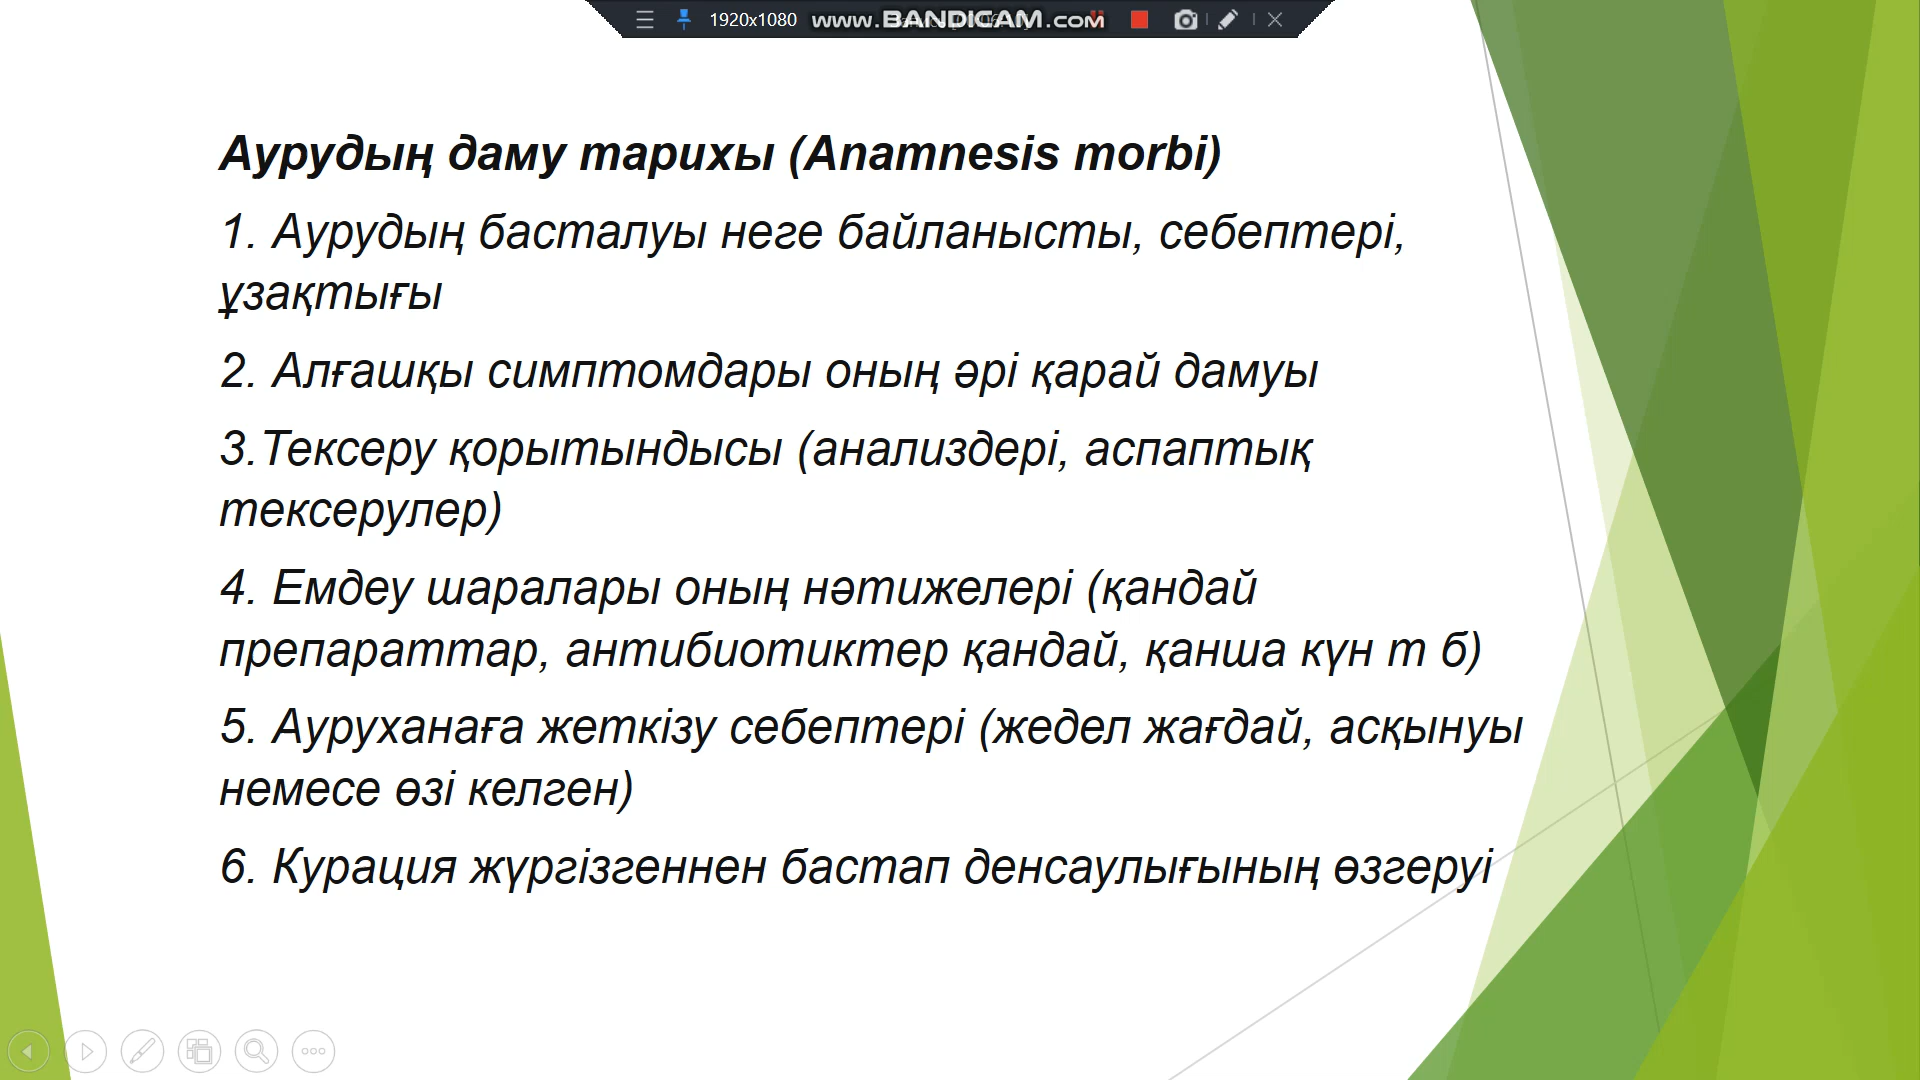 1920x1080 www.BANDICAM.com
Аурудың даму тарихы (Anamnesis morbi)
1. Аурудың басталуы неге байланысты, себептері,
ұзақтығы
2. Алғашқы симптомдары оның әрі қарай дамуы
3.Тексеру қорытындысы (анализдері, аспаптық
тексерулер)
4. Емдеу шаралары оның нәтижелері (қандай
препараттар, антибиотиктер қандай, қанша күн т б)
5. Ауруханаға жеткізу себептері (жедел жағдай, асқынуы
немесе өзі келген)
6. Курация жүргізгеннен бастап денсаулығының өзгеруі